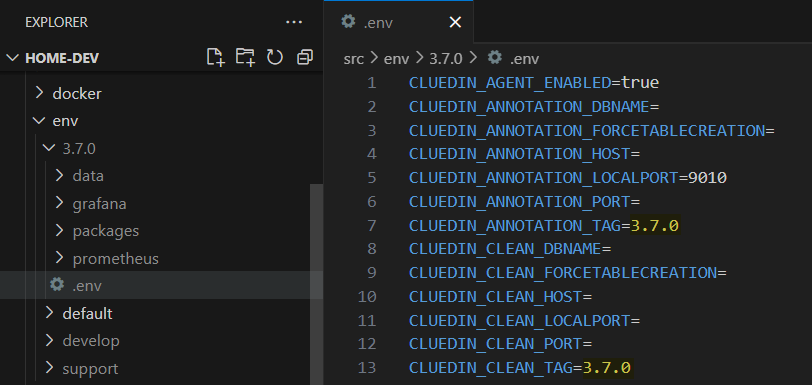 EXPLORER
...
HOME-DEV
docker
env
3.7.0
data
grafana
packages
prometheus
.env
default
develop
support
.env
src > env > 3.7.0 > .env
1 CLUEDIN_AGENT_ENABLED=true
2 CLUEDIN_ANNOTATION_DBNAME=
3 CLUEDIN_ANNOTATION_FORCETABLECREATION=
4 CLUEDIN_ANNOTATION_HOST=
5 CLUEDIN_ANNOTATION_LOCALPORT=9010
6 CLUEDIN_ANNOTATION_PORT=
7 CLUEDIN_ANNOTATION_TAG=3.7.0
8 CLUEDIN_CLEAN_DBNAME=
9 CLUEDIN_CLEAN_FORCETABLECREATION=
10 CLUEDIN_CLEAN_HOST=
11 CLUEDIN_CLEAN_LOCALPORT=
12 CLUEDIN_CLEAN_PORT=
13 CLUEDIN_CLEAN_TAG=3.7.0